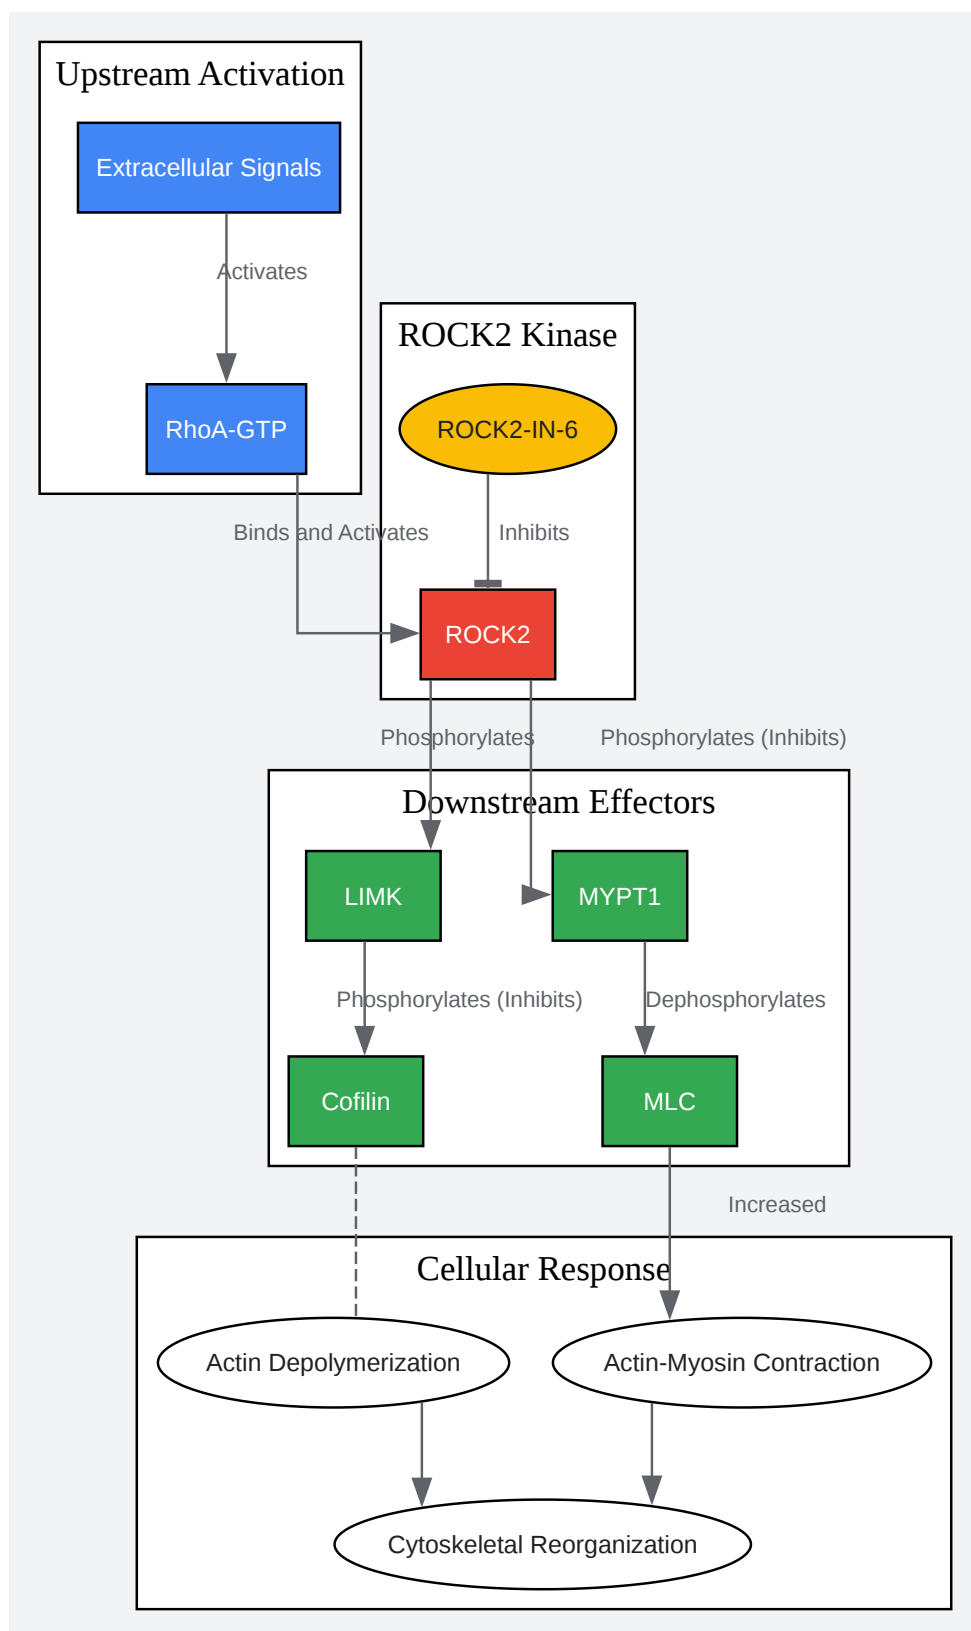 Upstream Activation
Extracellular Signals
Activates
ROCK2 Kinase
RhoA-GTP
ROCK2-IN-6
Binds and Activates
Inhibits
ROCK2
Phosphorylates
Phosphorylates (Inhibits)
Downstream Effectors
LIMK
MYPT1
Phosphorylates (Inhibits)
Dephosphorylates
Cofilin
MLC
Increased
Cellular Response
Actin Depolymerization
Actin-Myosin Contraction
Cytoskeletal Reorganization